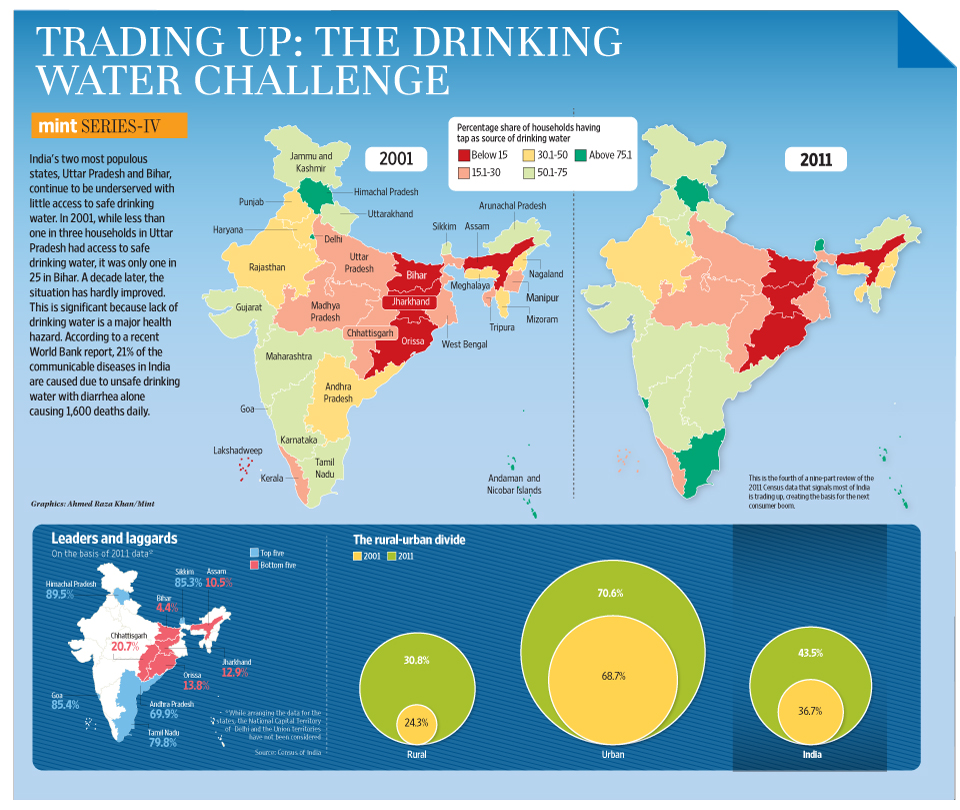 TRADING UP: THE DRINKING
WATER CHALLENGE
mint SERIES-IV
India's two most populous
states, Uttar Pradesh and Bihar,
continue to be underserved with
little access to safe drinking
water. In 2001, while less than
one in three households in Uttar
Pradesh had access to safe
drinking water, it was only one in
25 in Bihar. A decade later, the
situation has hardly improved.
This is significant because lack of
drinking water is a major health
hazard. According to a recent
World Bank report, 21% of the
communicable diseases in India
are caused due to unsafe drinking
water with diarrhea alone
causing 1,600 deaths daily.
Graphics: Ahmed Raza Khan/Mint
Percentage share of households having
tap as source of drinking water
Below 15
30.1-50
Above 75.1
15.1-30
50.1-75
2001
Jammu and
Kashmir
Himachal Pradesh
Punjab
Uttarakhand
Arunachal Pradesh
Haryana
Delhi
Sikkim
Assam
Rajasthan
Uttar
Pradesh
Bihar
Nagaland
Meghalaya
Manipur
Gujarat
Madhya
Pradesh
Jharkhand
Mizoram
Tripura
Chhattisgarh
Orissa
West Bengal
Maharashtra
Andhra
Pradesh
Goa
Karnataka
Lakshadweep
Tamil
Nadu
Kerala
Andaman and
Nicobar Islands
2011
This is the fourth of a nine-part review of the
2011 Census data that signals most of India
is trading up, creating the basis for the next
consumer boom.
Leaders and laggards
On the basis of 2011 data*
Top five
Bottom five
Himachal Pradesh
89.5%
Sikkim
85.3%
Assam
10.5%
Bihar
4.4%
Chhattisgarh
20.7%
Jharkhand
12.9%
Orissa
13.8%
Goa
85.4%
Andhra Pradesh
69.9%
Tamil Nadu
79.8%
*While arranging the data for the
states, the National Capital Territory
of Delhi and the Union Territories
have not been considered
Source: Census of India
The rural-urban divide
2001
2011
30.8%
24.3%
Rural
70.6%
68.7%
Urban
43.5%
36.7%
India